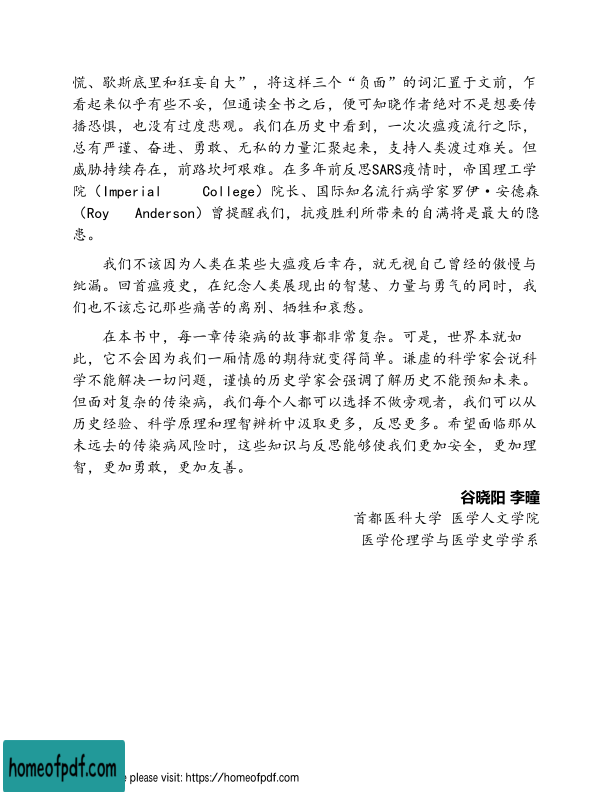 慌、歇斯底里和狂妄自大”，将这样三个“负面”的词汇置于文前，乍
看起来似乎有些不妥，但通读全书之后，便可知晓作者绝对不是想要传
播恐惧，也没有过度悲观。我们在历史中看到，一次次瘟疫流行之际，
总有严谨、奋进、勇敢、无私的力量汇聚起来，支持人类渡过难关。但
威胁持续存在，前路坎坷艰难。在多年前反思SARS疫情时，帝国理工学
院（Imperial College）院长、国际知名流行病学家罗伊·安德森
（Roy Anderson）曾提醒我们，抗疫胜利所带来的自满将是最大的隐
患。
我们不该因为人类在某些大瘟疫后幸存，就无视自己曾经的傲慢与
纰漏。回首瘟疫史，在纪念人类展现出的智慧、力量与勇气的同时，我
们也不该忘记那些痛苦的离别、牺牲和哀愁。
在本书中，每一章传染病的故事都非常复杂。可是，世界本就如
此，它不会因为我们一厢情愿的期待就变得简单。谦虚的科学家会说科
学不能解决一切问题，谨慎的历史学家会强调了解历史不能预知未来。
但面对复杂的传染病，我们每个人都可以选择不做旁观者，我们可以从
历史经验、科学原理和理智辨析中汲取更多，反思更多。希望面临那从
未远去的传染病风险时，这些知识与反思能够使我们更加安全，更加理
智，更加勇敢，更加友善。
谷晓阳 李曈
首都医科大学 医学人文学院
医学伦理学与医学史学学系
homeofpdf.com
e please visit: https://homeofpdf.com